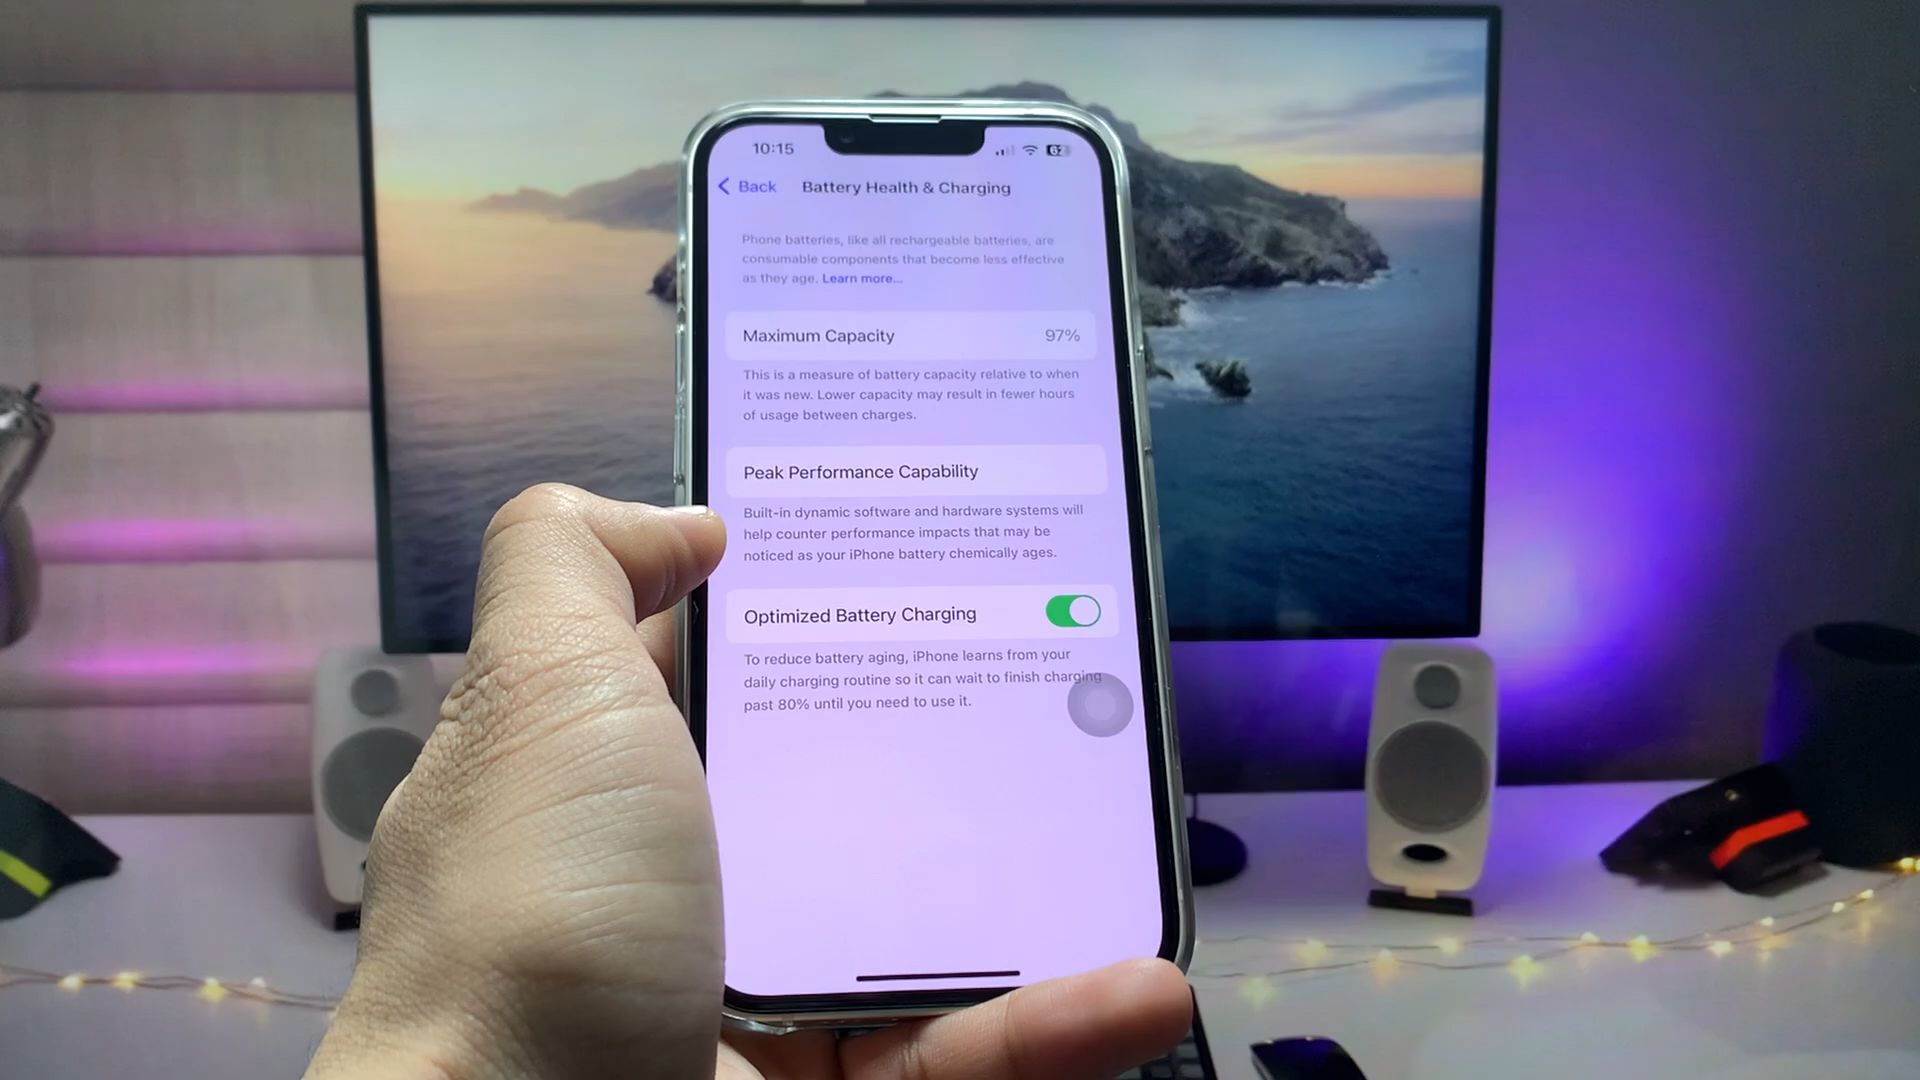 10:15
62
Back
Battery Health & Charging
Phone batteries, like all rechargeable batteries, are
consumable components that become less effective
as they age. Learn more...
Maximum Capacity 97%
This is a measure of battery capacity relative to when
it was new. Lower capacity may result in fewer hours
of usage between charges.
Peak Performance Capability
Built-in dynamic software and hardware systems will
help counter performance impacts that may be
noticed as your iPhone battery chemically ages.
Optimized Battery Charging
To reduce battery aging, iPhone learns from your
daily charging routine so it can wait to finish charging
past 80% until you need to use it.